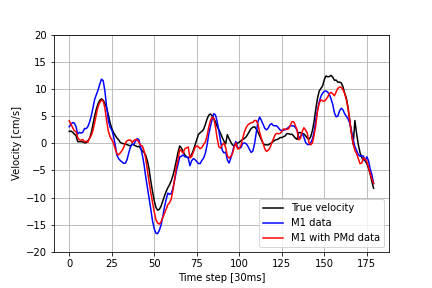 20
15
10
5
0
−5
−10
−15
−20
Velocity [cm/s]
True velocity
M1 data
M1 with PMd data
0 25 50 75 100 125 150 175
Time step [30ms]